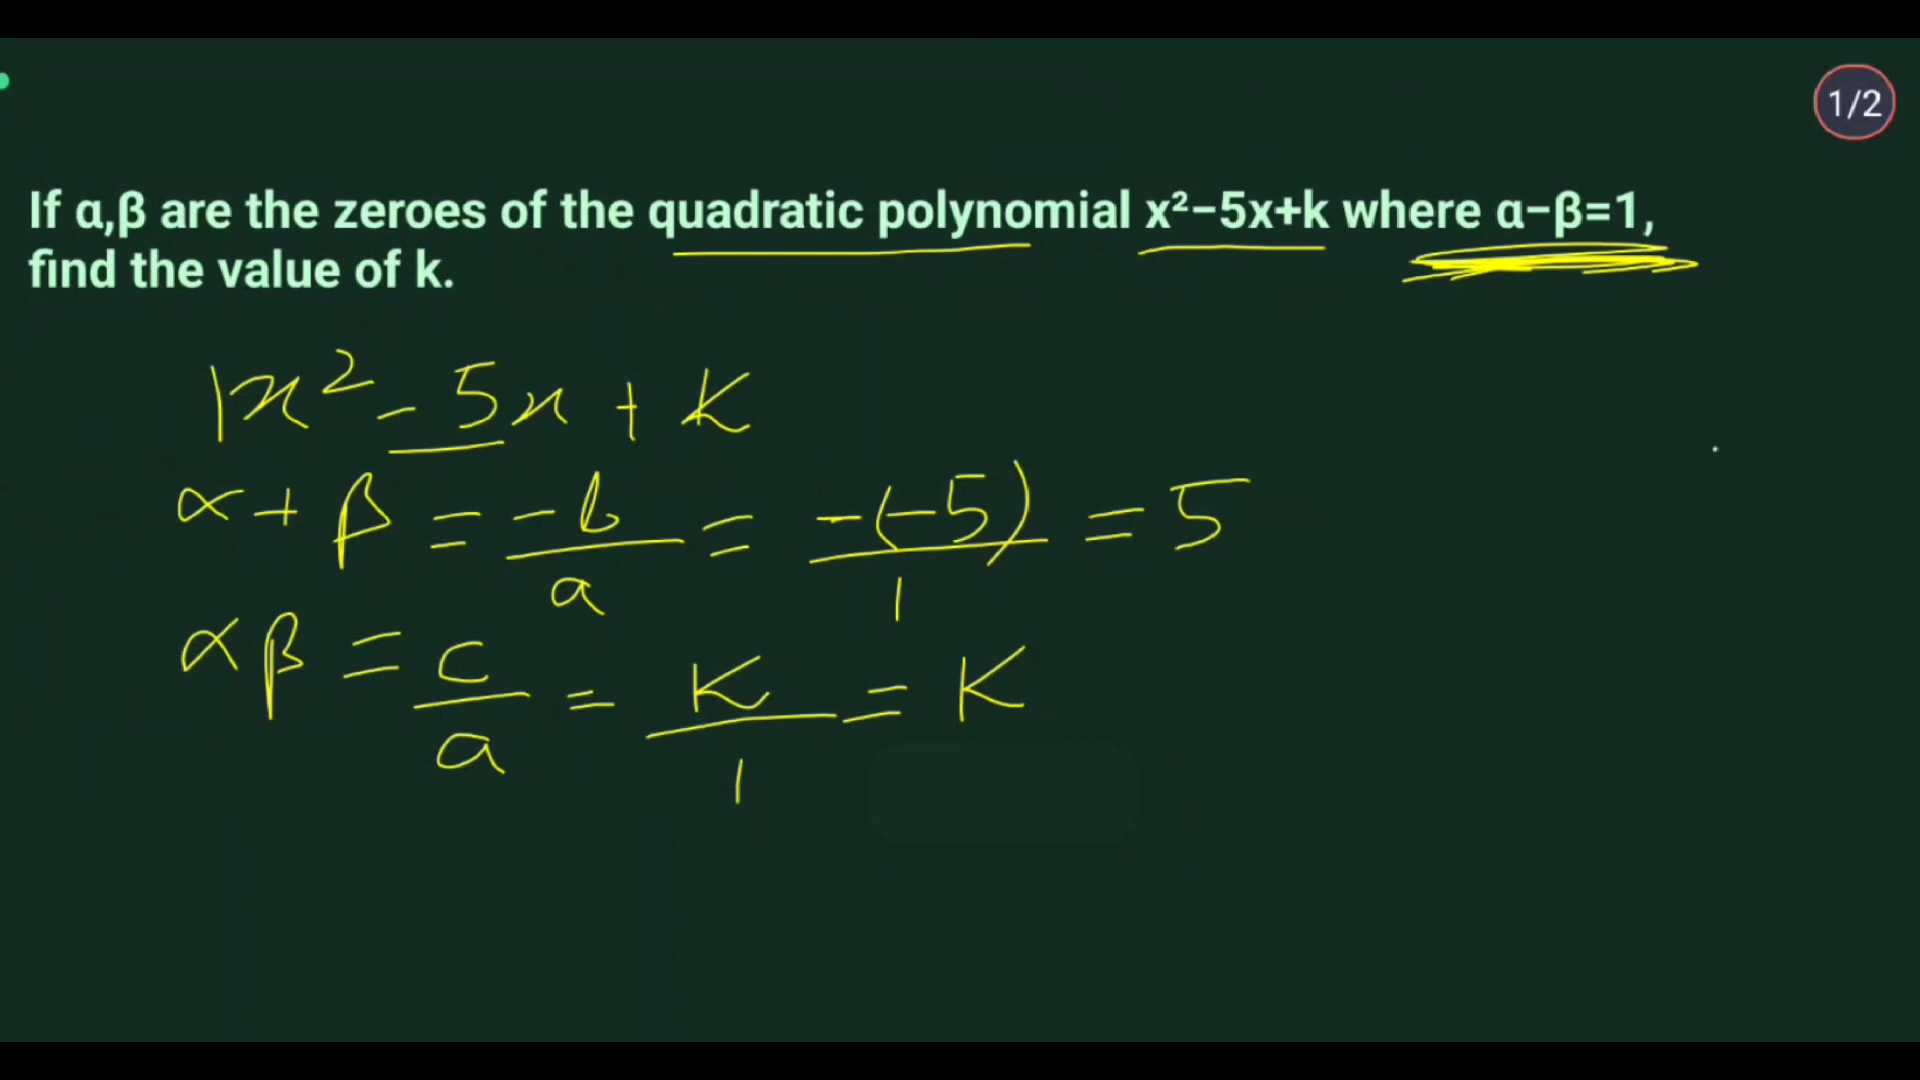 1/2
If α,β are the zeroes of the quadratic polynomial x²−5x+k where α−β=1,
find the value of k.
1x² - 5x + K
α + β = -b/a = -(-5)/1 = 5
αβ = c/a = K/1 = K